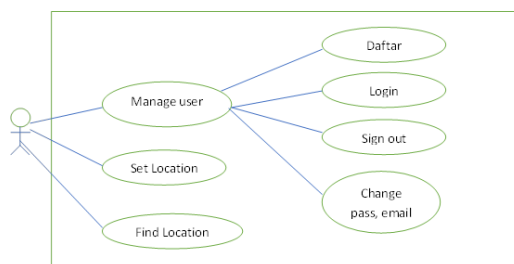 Daftar
Manage user
Login
Sign out
Set Location
Change
pass, email
Find Location